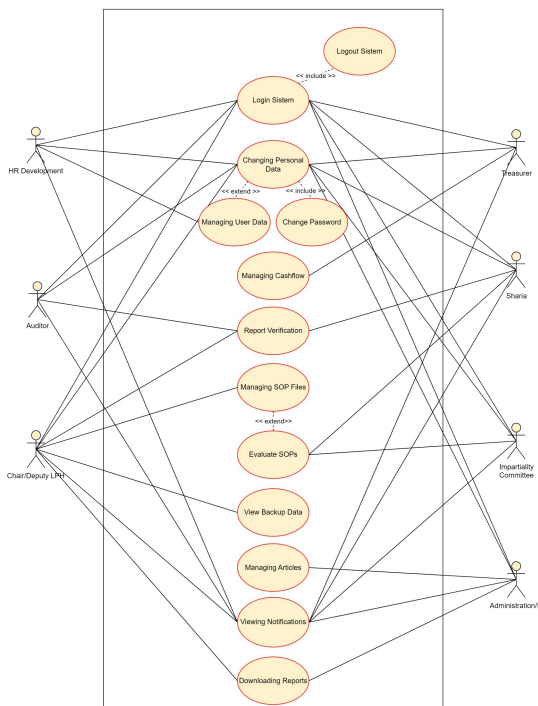 Logout Sistem
<< include >>
Login Sistem
HR Development
Changing Personal
Data
Treasurer
<< extend >>
<< include >>
Managing User Data
Change Password
Managing Cashflow
Sharia
Auditor
Report Verification
Managing SOP Files
<< extend>>
Evaluate SOPs
Chair/Deputy LPH
Impartiality
Committee
View Backup Data
Managing Articles
Administration/
Viewing Notifications
Downloading Reports